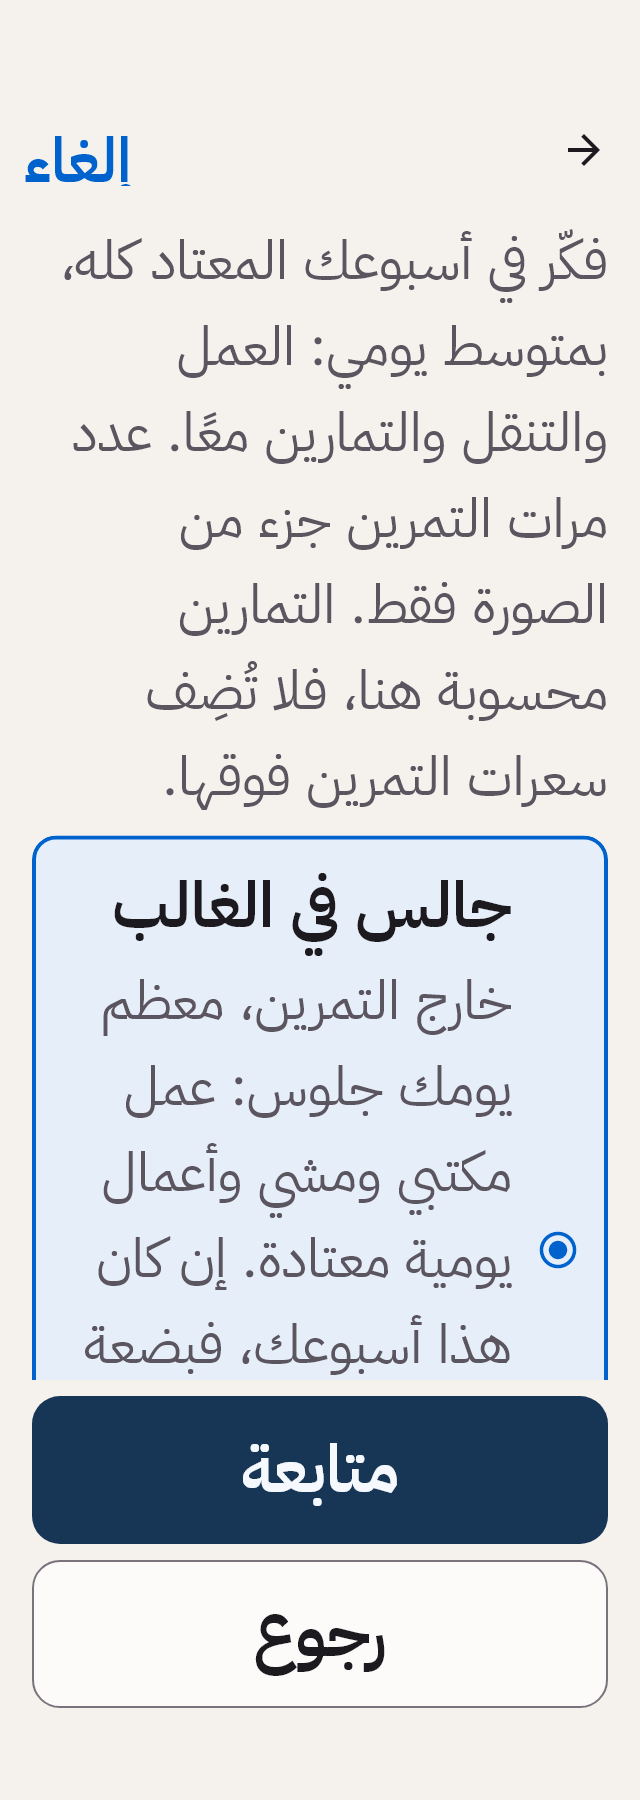 إلغاء
فكّر في أسبوعك المعتاد كله،
بمتوسط يومي: العمل
والتنقل والتمارين معًا. عدد
مرات التمرين جزء من
الصورة فقط. التمارين
محسوبة هنا، فلا تُضِف
سعرات التمرين فوقها.
جالس في الغالب
خارج التمرين، معظم
يومك جلوس: عمل
مكتبي ومشي وأعمال
يومية معتادة. إن كان
هذا أسبوعك، فبضعة
متابعة
رجوع